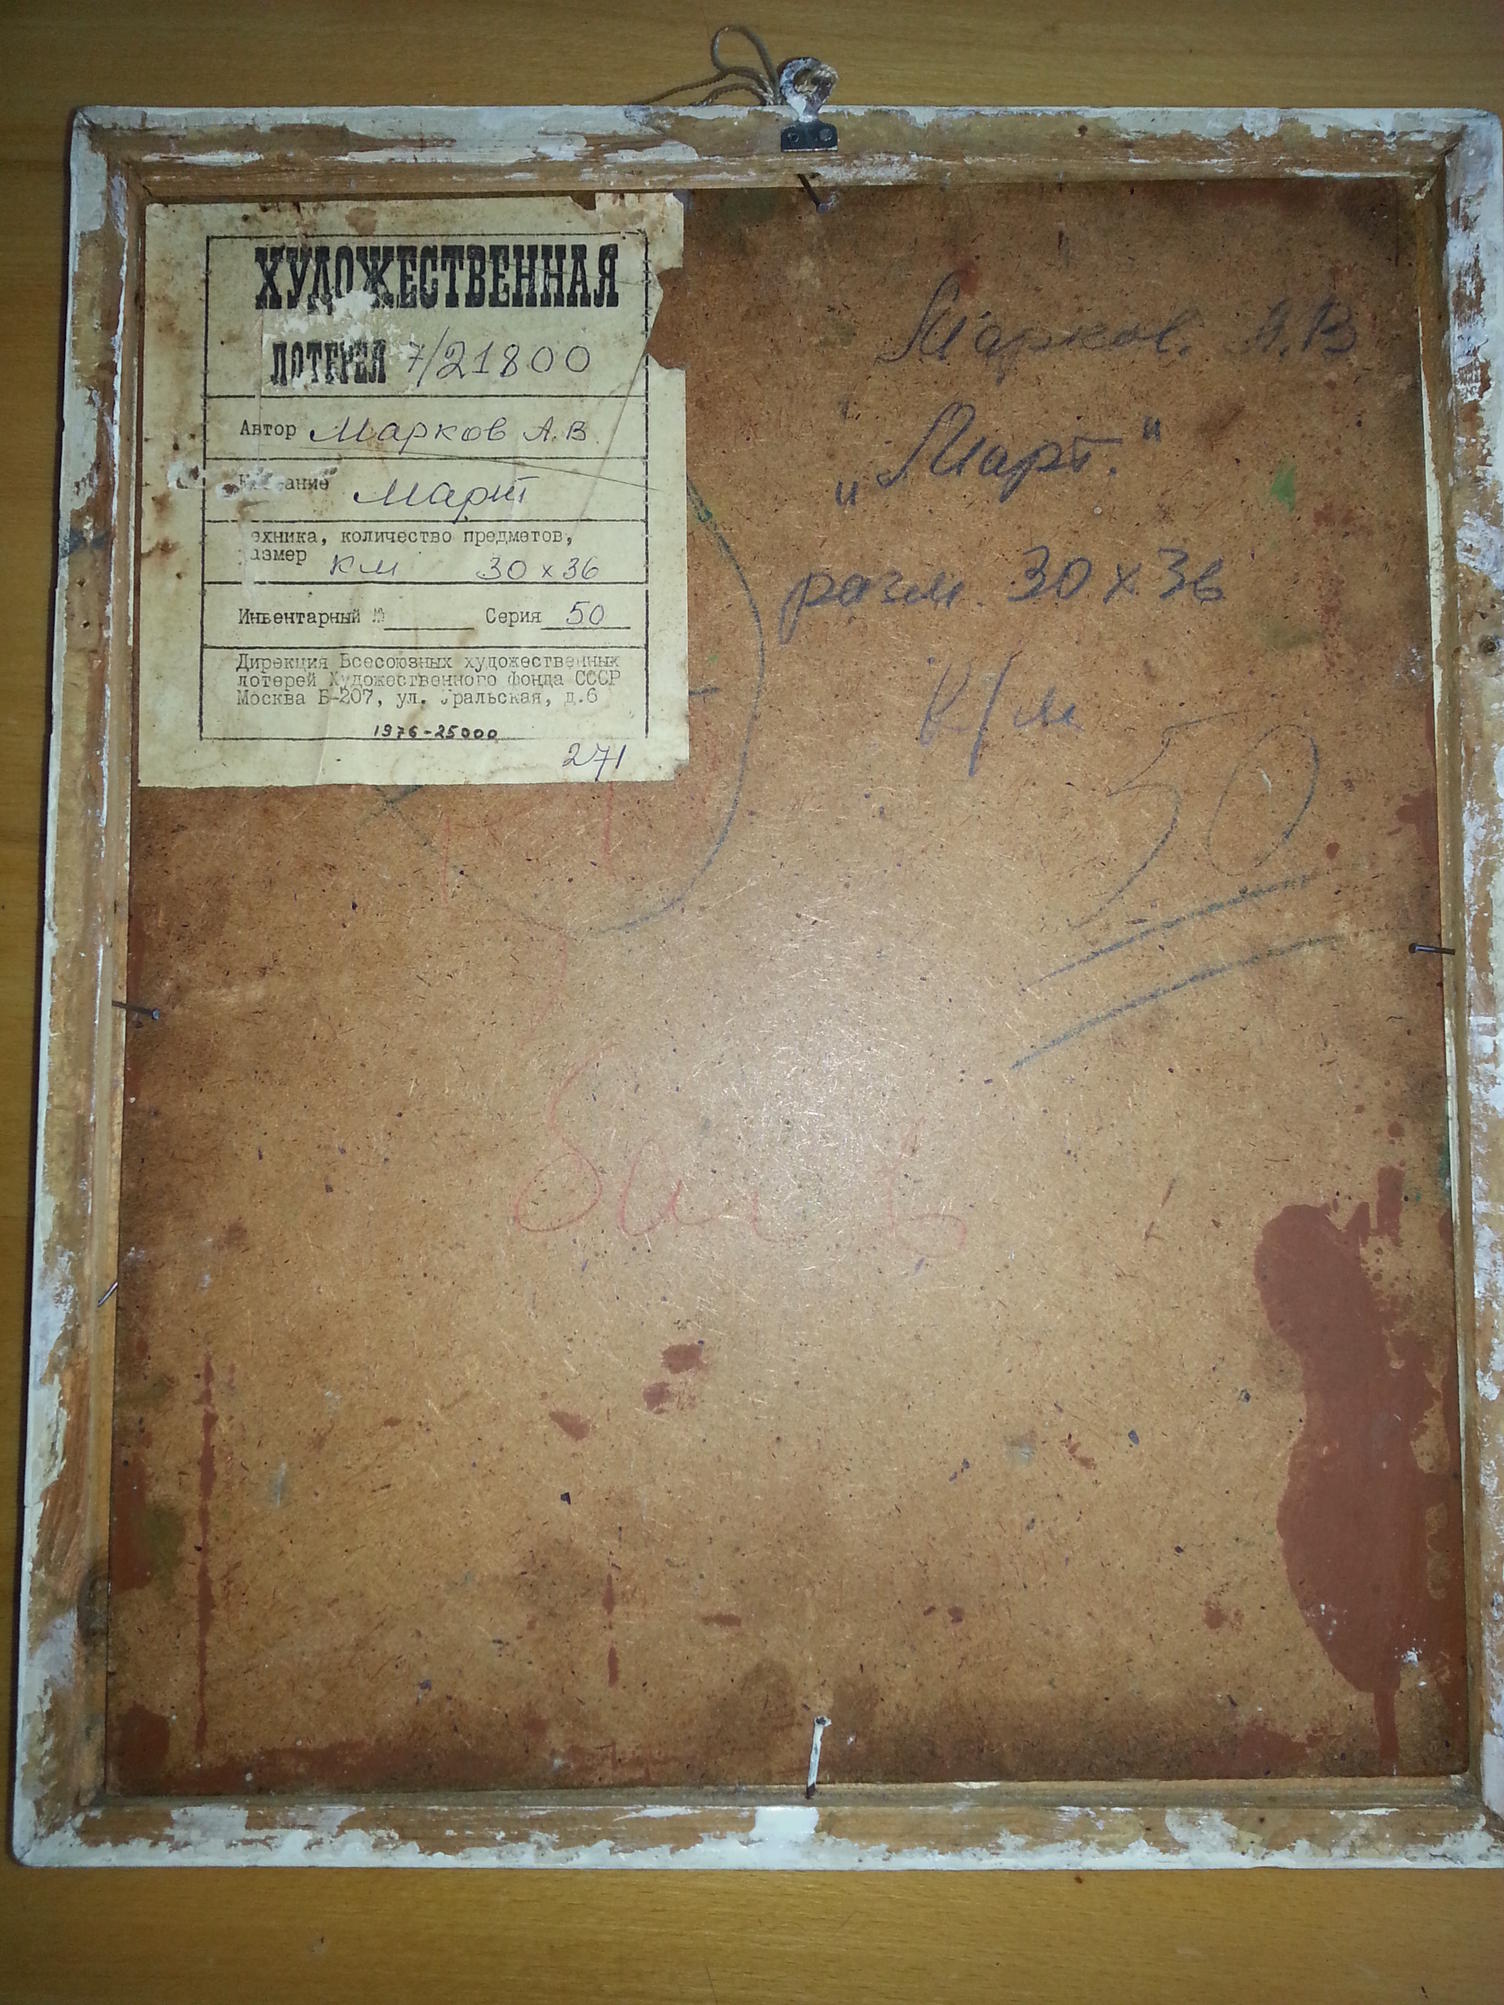 ХУДОЖЕСТВЕННАЯ
ЛОТЕРЕЯ 7/21800
Автор Марков А.В.
Название Март
Техника, количество предметов,
размер КМ 30 х 36
Инвентарный № Серия 50
Дирекция Всесоюзных художественных
лотерей Художественного фонда СССР
Москва Б-207, ул. Уральская, д.6
1976-25000
271
Марков. А.В
"Март."
разм. 30 х 36
К/м
50